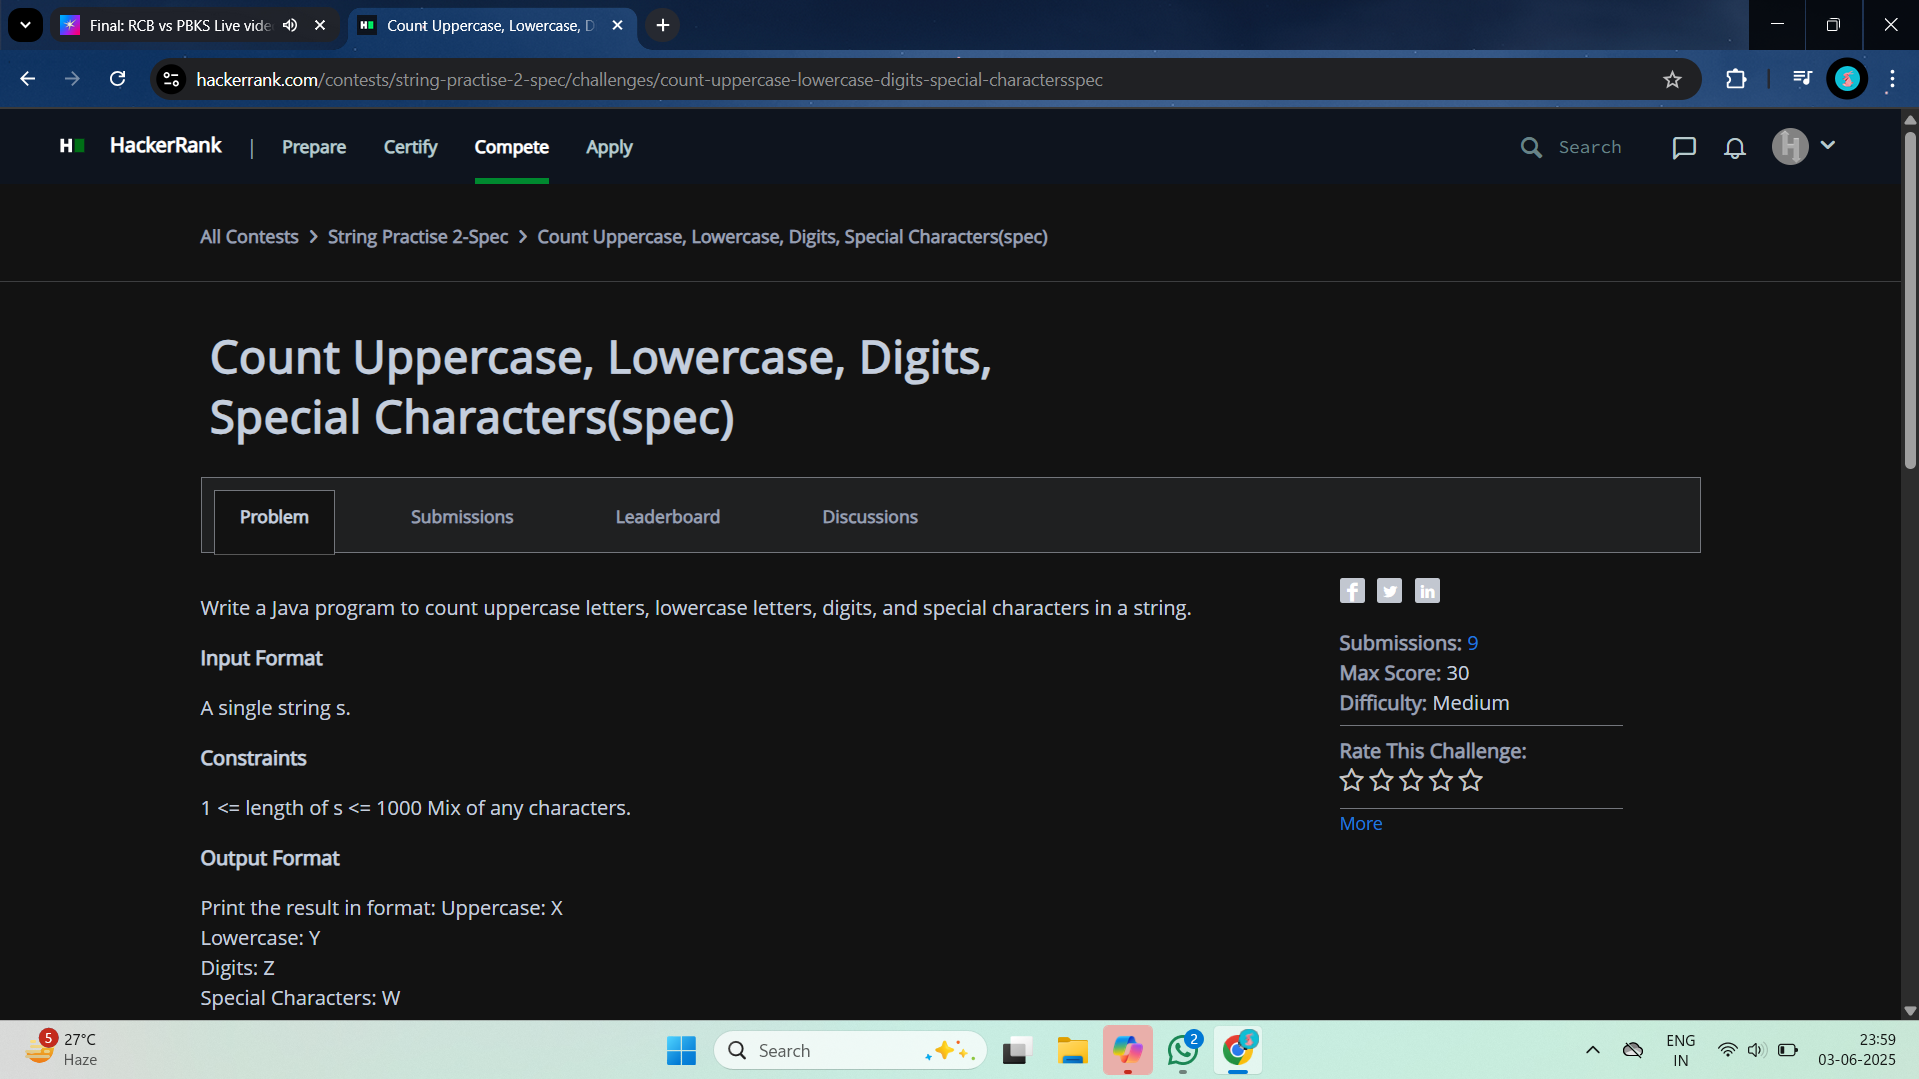 Final: RCB vs PBKS Live vide
Count Uppercase, Lowercase, D
hackerrank.com/contests/string-practise-2-spec/challenges/count-uppercase-lowercase-digits-special-charactersspec
H
HackerRank | Prepare Certify Compete Apply
Search
H
All Contests > String Practise 2-Spec > Count Uppercase, Lowercase, Digits, Special Characters(spec)
Count Uppercase, Lowercase, Digits,
Special Characters(spec)
Problem Submissions Leaderboard Discussions
Write a Java program to count uppercase letters, lowercase letters, digits, and special characters in a string.
Input Format
A single string s.
Constraints
1 <= length of s <= 1000 Mix of any characters.
Output Format
Print the result in format: Uppercase: X
Lowercase: Y
Digits: Z
Special Characters: W
f in
Submissions: 9
Max Score: 30
Difficulty: Medium
Rate This Challenge:
More
5
27°C
Haze
Search
2
ENG
IN
23:59
03-06-2025